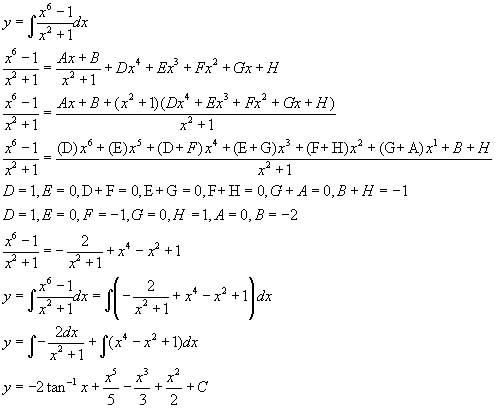 y = ∫ (x⁶ − 1)/(x² + 1) dx
(x⁶ − 1)/(x² + 1) = (Ax + B)/(x² + 1) + Dx⁴ + Ex³ + Fx² + Gx + H
(x⁶ − 1)/(x² + 1) = (Ax + B + (x² + 1)(Dx⁴ + Ex³ + Fx² + Gx + H))/(x² + 1)
(x⁶ − 1)/(x² + 1) = ((D)x⁶ + (E)x⁵ + (D + F)x⁴ + (E + G)x³ + (F + H)x² + (G + A)x¹ + B + H)/(x² + 1)
D = 1, E = 0, D + F = 0, E + G = 0, F + H = 0, G + A = 0, B + H = −1
D = 1, E = 0, F = −1, G = 0, H = 1, A = 0, B = −2
(x⁶ − 1)/(x² + 1) = − 2/(x² + 1) + x⁴ − x² + 1
y = ∫ (x⁶ − 1)/(x² + 1) dx = ∫ (− 2/(x² + 1) + x⁴ − x² + 1) dx
y = ∫ − 2dx/(x² + 1) + ∫ (x⁴ − x² + 1)dx
y = −2 tan⁻¹ x + x⁵/5 − x³/3 + x²/2 + C